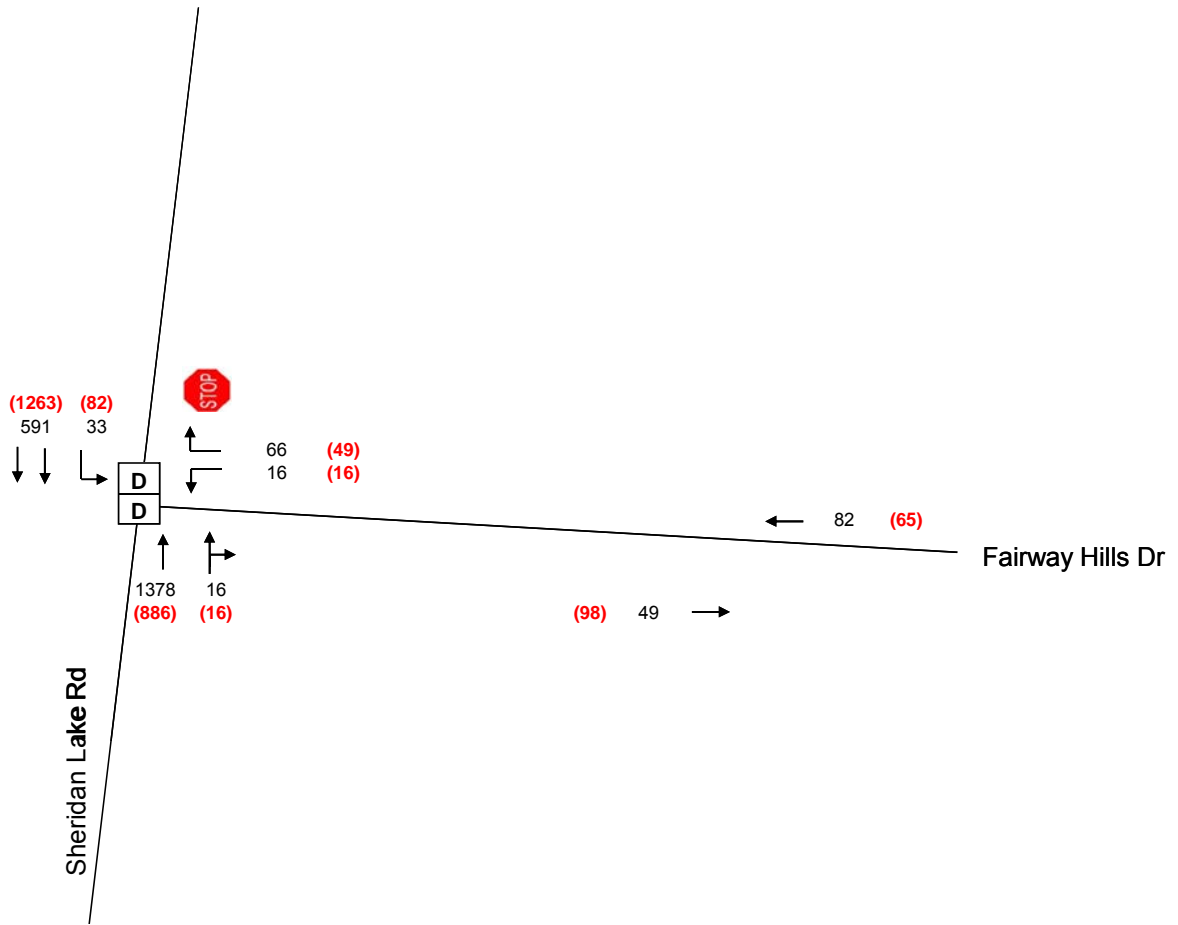 STOP
(1263) (82)
591 33
66 (49)
16 (16)
D
D
82 (65)
Fairway Hills Dr
1378 16
(886) (16)
(98) 49
Sheridan Lake Rd